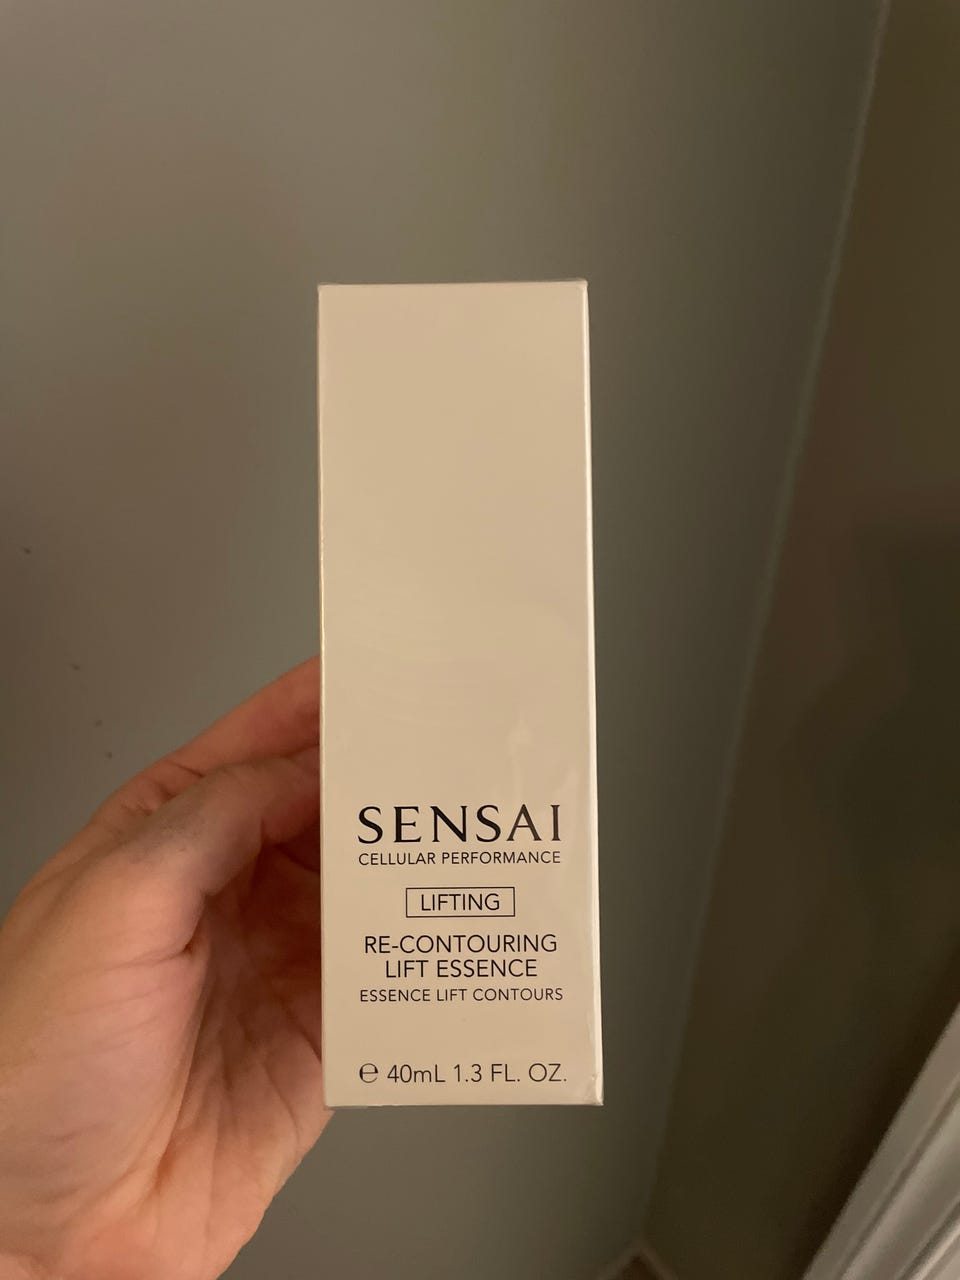 SENSAI
CELLULAR PERFORMANCE
LIFTING
RE-CONTOURING
LIFT ESSENCE
ESSENCE LIFT CONTOURS
℮ 40mL 1.3 FL. OZ.